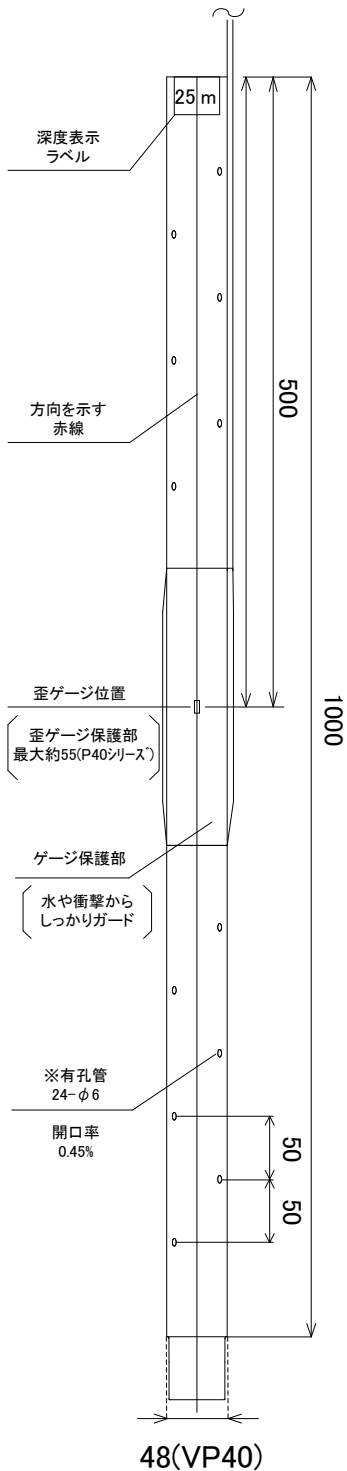 25 m
深度表示
ラベル
500
方向を示す
赤線
歪ゲージ位置
歪ゲージ保護部
最大約55(P40シリーズ)
1000
ゲージ保護部
水や衝撃から
しっかりガード
※有孔管
24-φ6
開口率
0.45%
50
50
48(VP40)